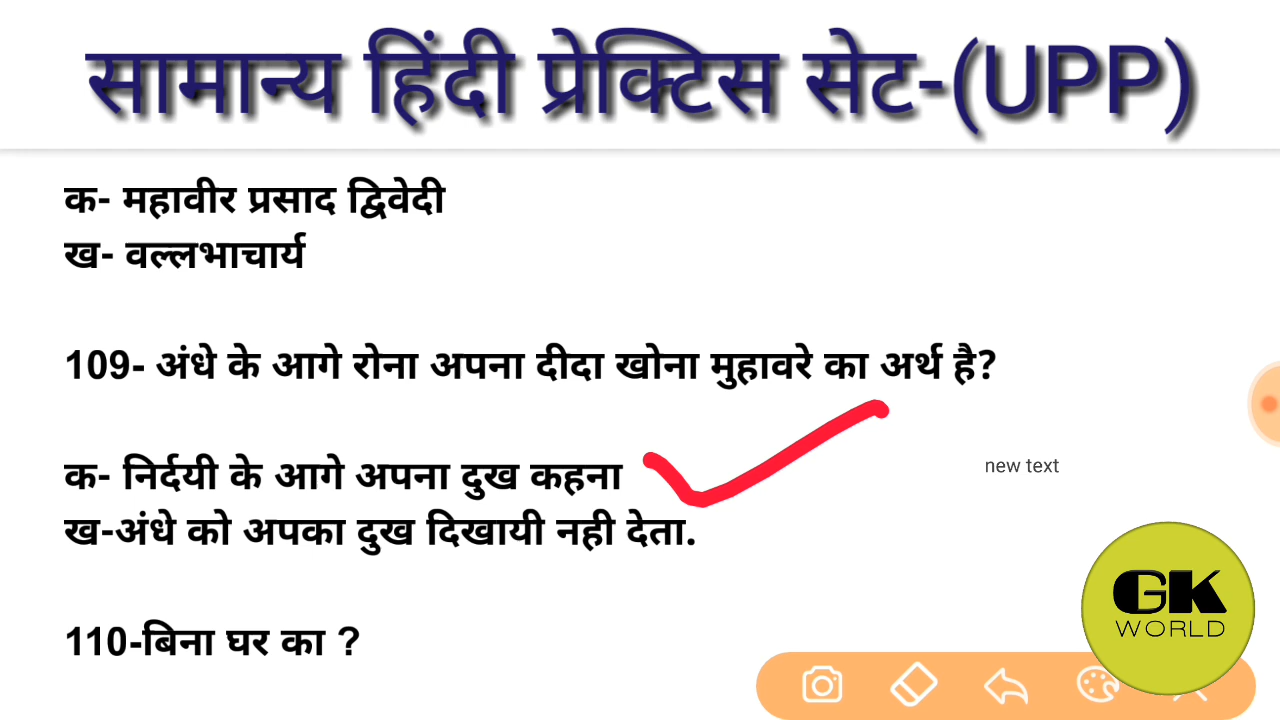 सामान्य हिंदी प्रेक्टिस सेट-(UPP)
क- महावीर प्रसाद द्विवेदी
ख- वल्लभाचार्य
109- अंधे के आगे रोना अपना दीदा खोना मुहावरे का अर्थ है?
क- निर्दयी के आगे अपना दुख कहना
new text
ख-अंधे को अपका दुख दिखायी नही देता.
GK
WORLD
110-बिना घर का ?